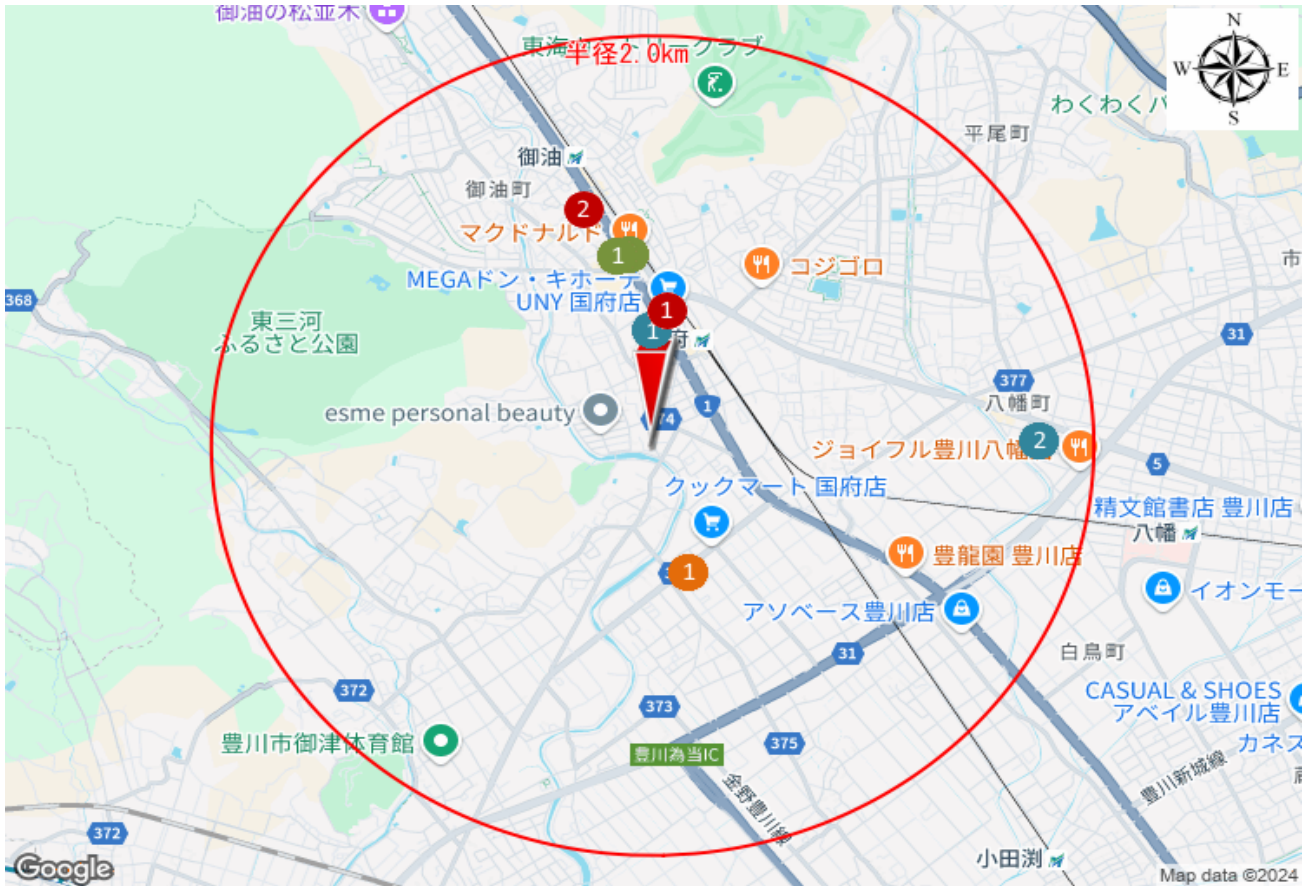 御油の松並木
N
W
E
S
東海カントリークラブ
半径2.0km
わくわくパ
平尾町
御油
御油町
2
マクドナルド
1
コジゴロ
市
MEGAドン・キホーテ
UNY 国府店
368
1
1
府
31
東三河
ふるさと公園
377
八幡町
esme personal beauty
374
1
2
ジョイフル豊川八幡
5
クックマート 国府店
精文館書店 豊川店
八幡
豊龍園 豊川店
1
イオンモー
アソベース豊川店
31
白鳥町
372
373
CASUAL & SHOES
アベイル豊川店
豊川市御津体育館
375
カネス
豊川為当IC
豊川新城線
金野豊川線
372
小田渕
Google
Map data ©2024